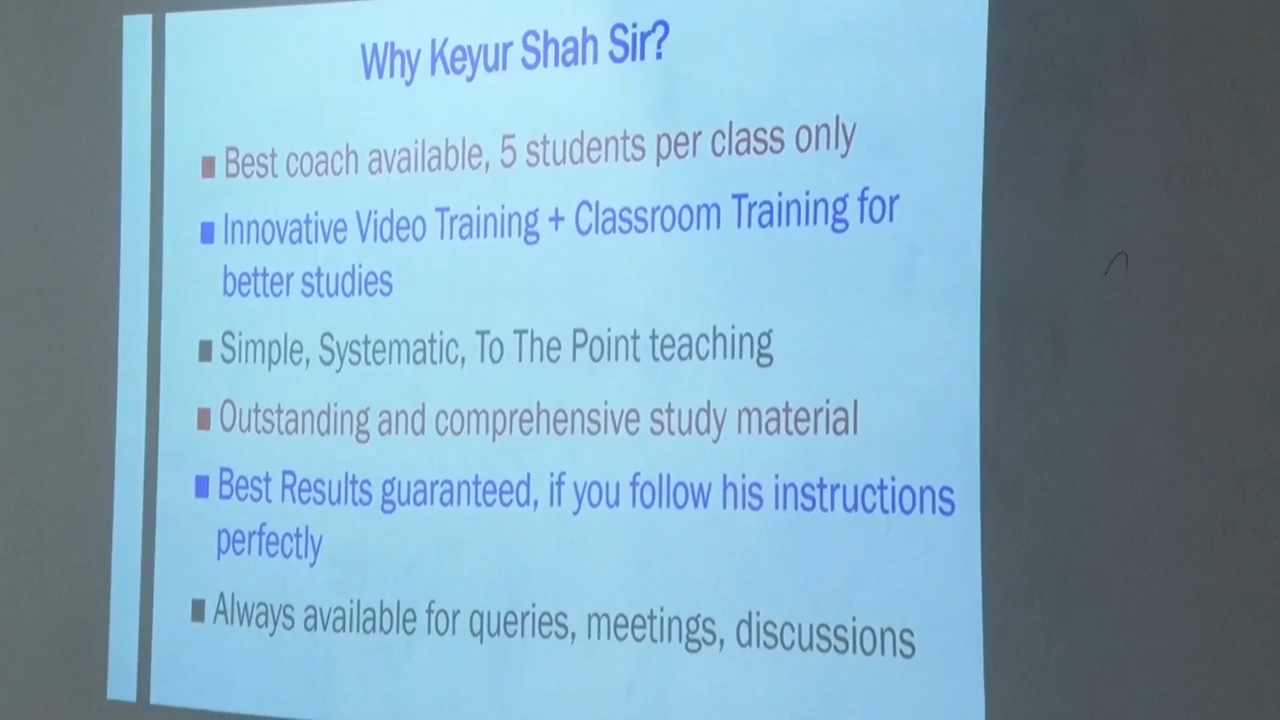 Why Keyur Shah Sir?
Best coach available, 5 students per class only
Innovative Video Training + Classroom Training for
better studies
Simple, Systematic, To The Point teaching
Outstanding and comprehensive study material
Best Results guaranteed, if you follow his instructions
perfectly
Always available for queries, meetings, discussions